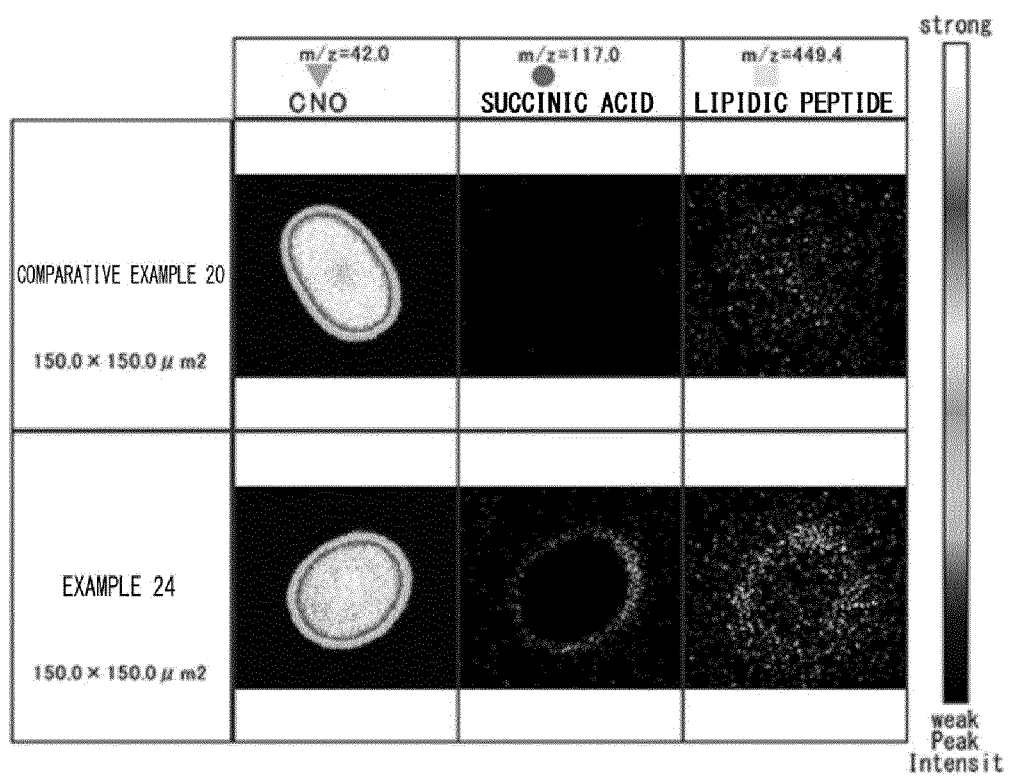 strong
m/z=42.0
CNO
m/z=117.0
SUCCINIC ACID
m/z=449.4
LIPIDIC PEPTIDE
COMPARATIVE EXAMPLE 20
150.0 × 150.0 μ m2
EXAMPLE 24
150.0 × 150.0 μ m2
weak
Peak
Intensit